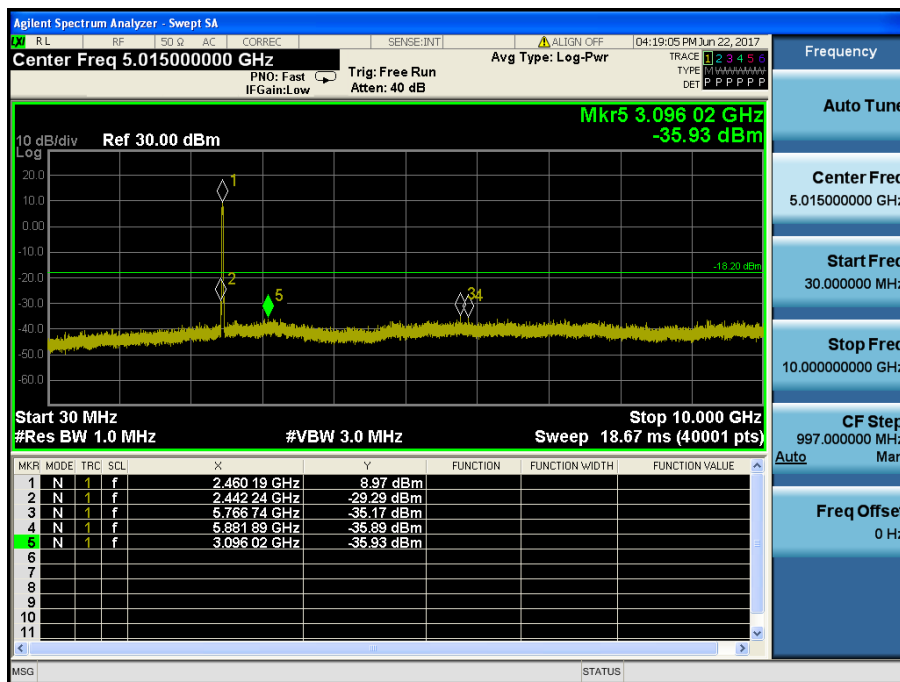 Agilent Spectrum Analyzer - Swept SA
LXI RL RF 50 Ω AC CORREC SENSE:INT ALIGN OFF 04:19:05 PM Jun 22, 2017
Center Freq 5.015000000 GHz
PNO: Fast
IFGain:Low
Trig: Free Run
Atten: 40 dB
Avg Type: Log-Pwr
TRACE 1 2 3 4 5 6
TYPE M WWWWW
DET P P P P P P
Mkr5 3.096 02 GHz
-35.93 dBm
10 dB/div Ref 30.00 dBm
Log
20.0
10.0
0.00
-10.0
-20.0
-30.0
-40.0
-50.0
-60.0
1
2
5
3 4
-18.20 dBm
Start 30 MHz Stop 10.000 GHz
#Res BW 1.0 MHz #VBW 3.0 MHz Sweep 18.67 ms (40001 pts)
MKR MODE TRC SCL X Y FUNCTION FUNCTION WIDTH FUNCTION VALUE
1 N 1 f 2.460 19 GHz 8.97 dBm
2 N 1 f 2.442 24 GHz -29.29 dBm
3 N 1 f 5.766 74 GHz -35.17 dBm
4 N 1 f 5.881 89 GHz -35.89 dBm
5 N 1 f 3.096 02 GHz -35.93 dBm
6
7
8
9
10
11
MSG STATUS
Frequency
Auto Tune
Center Freq
5.015000000 GHz
Start Freq
30.000000 MHz
Stop Freq
10.000000000 GHz
CF Step
997.000000 MHz
Auto Man
Freq Offset
0 Hz